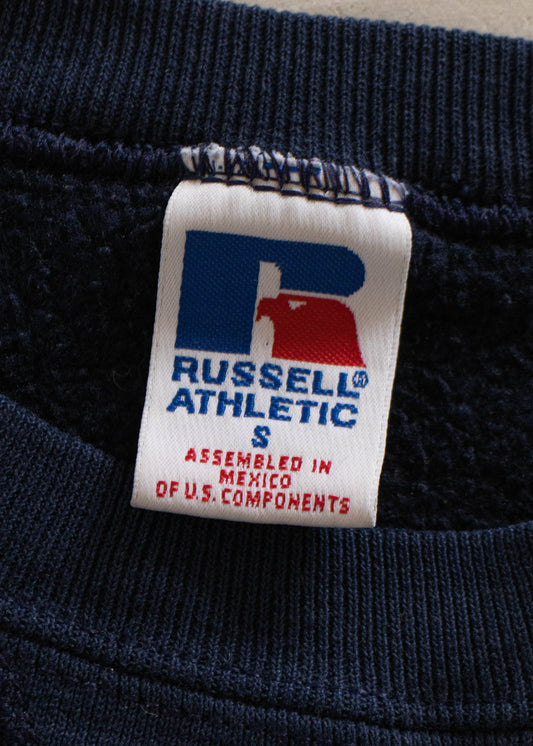 RUSSELL®
ATHLETIC
S
ASSEMBLED IN
MEXICO
OF U.S. COMPONENTS